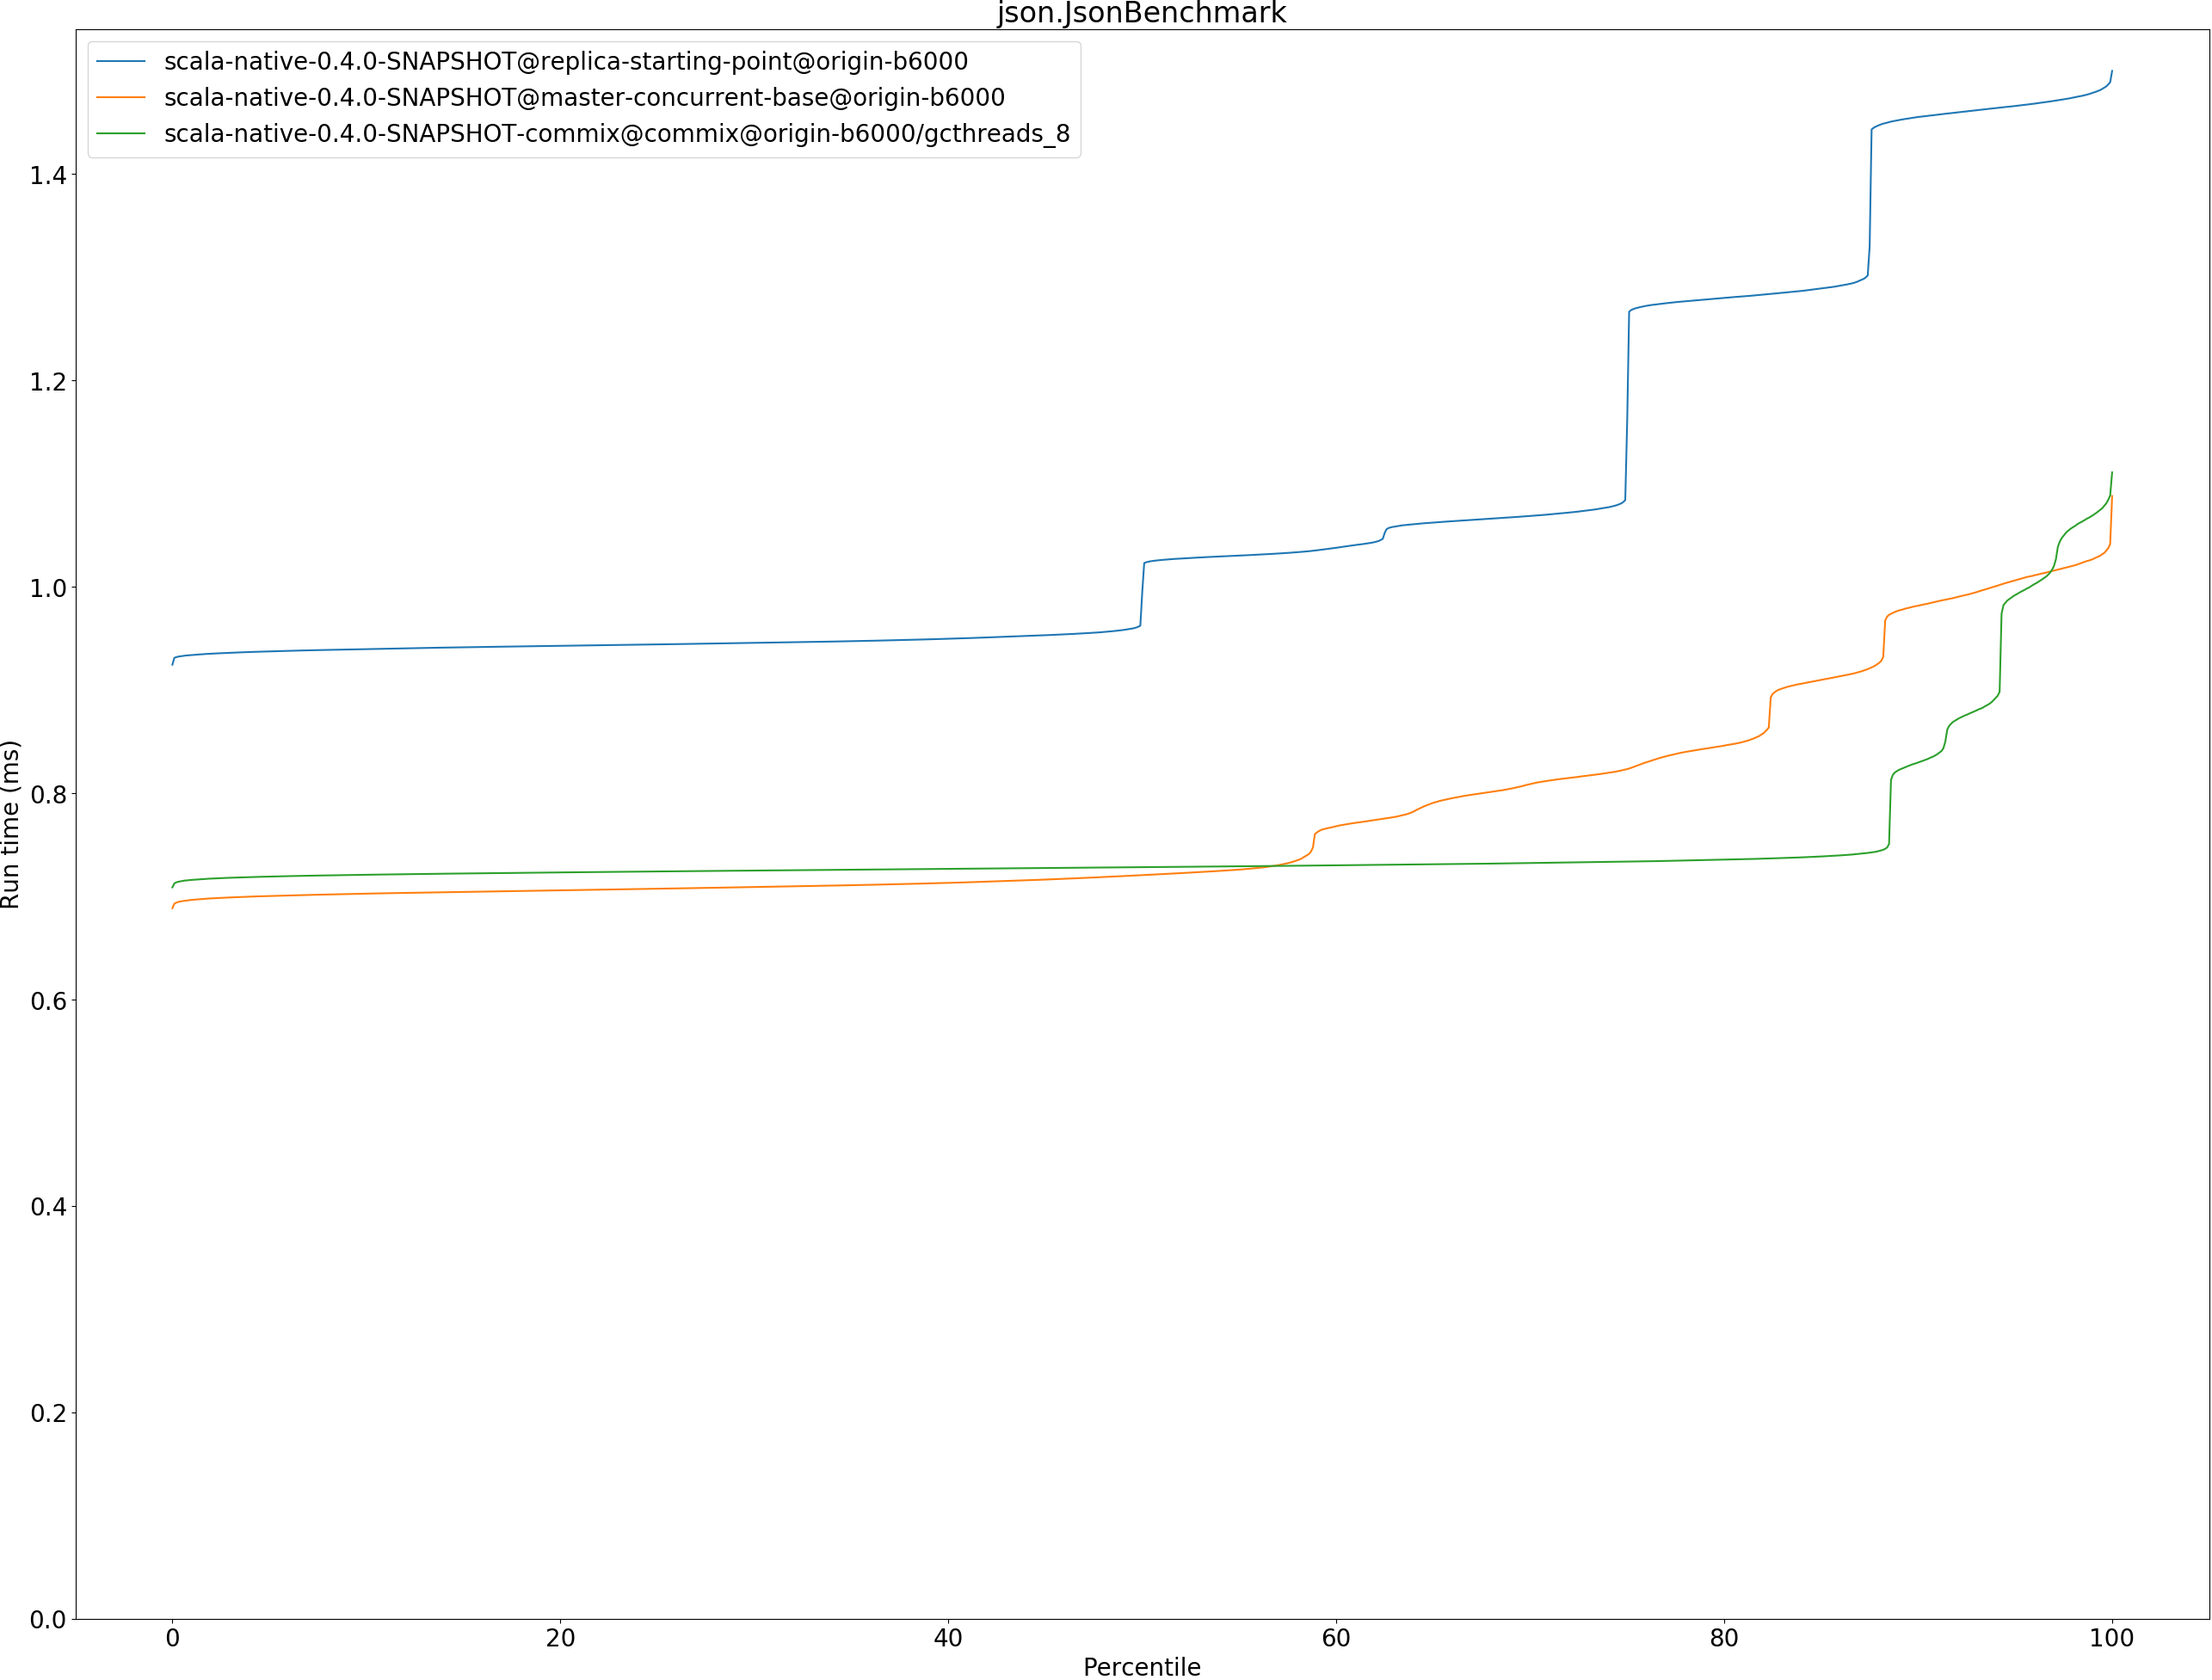 json.JsonBenchmark
scala-native-0.4.0-SNAPSHOT@replica-starting-point@origin-b6000
scala-native-0.4.0-SNAPSHOT@master-concurrent-base@origin-b6000
scala-native-0.4.0-SNAPSHOT-commix@commix@origin-b6000/gcthreads_8
1.4
1.2
1.0
0.8
0.6
0.4
0.2
0.0
Run time (ms)
0 20 40 60 80 100
Percentile